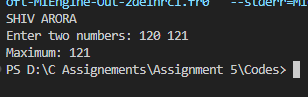 SHIV ARORA
Enter two numbers: 120 121
Maximum: 121
PS D:\C Assignements\Assignment 5\Codes>